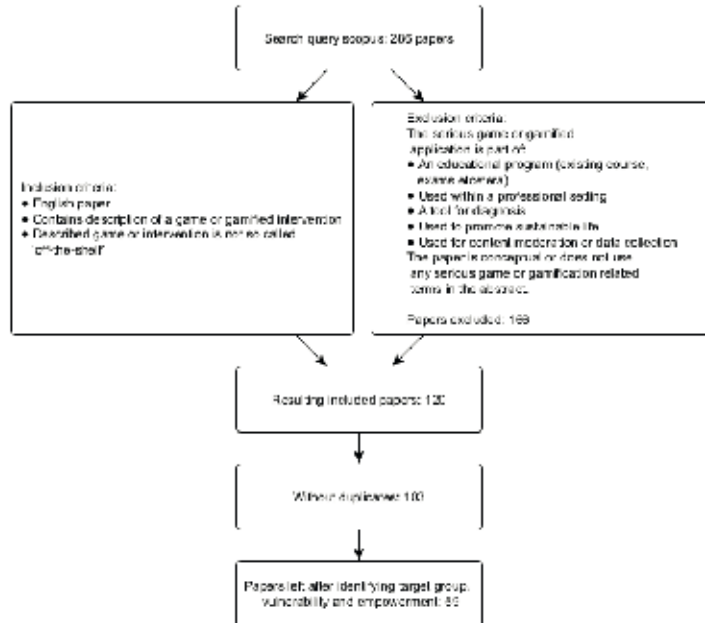 Search query scopus: 286 papers
Inclusion criteria:
● English paper
● Contains description of a game or gamified intervention
● Described game or intervention is not so called
"off-the-shelf"
Exclusion criteria:
The serious game or gamified
application is part of:
● An educational program (existing course,
exams etcetera)
● Used within a professional setting
● A tool for diagnosis
● Used to promote sustainable life
● Used for content moderation or data collection
The paper is conceptual or does not use
any serious game or gamification related
terms in the abstract.
Papers excluded: 166
Resulting included papers: 120
Without duplicates: 103
Papers left after identifying target group,
vulnerability and empowerment: